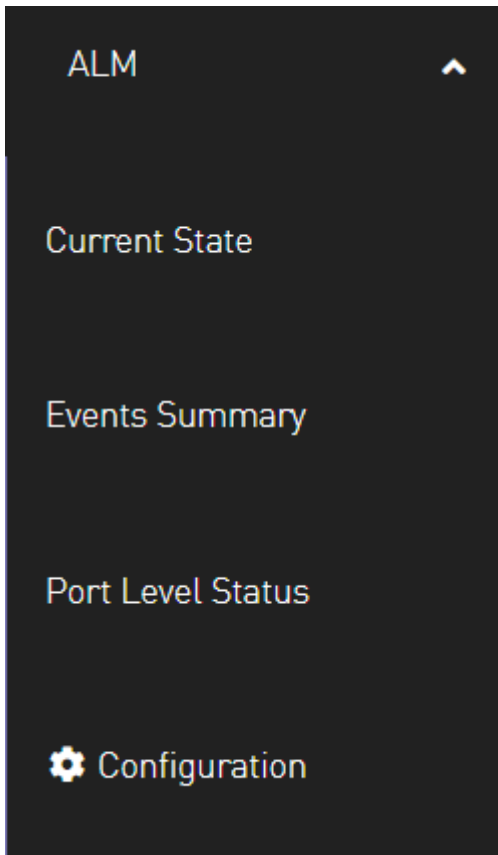 ALM
Current State
Events Summary
Port Level Status
Configuration